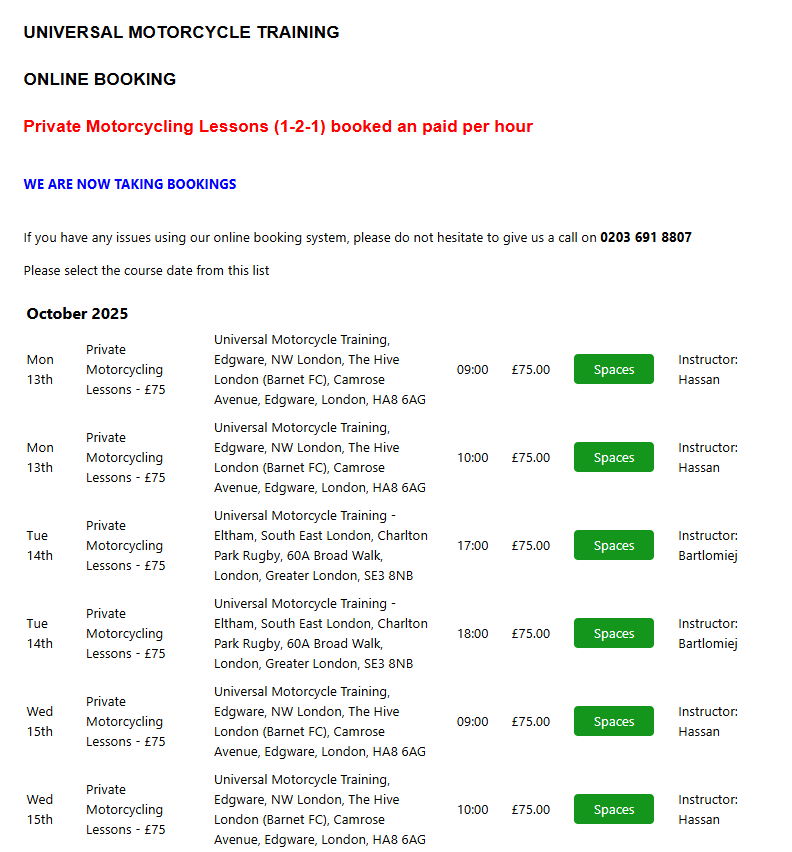 UNIVERSAL MOTORCYCLE TRAINING
ONLINE BOOKING
Private Motorcycling Lessons (1-2-1) booked an paid per hour
WE ARE NOW TAKING BOOKINGS
If you have any issues using our online booking system, please do not hesitate to give us a call on 0203 691 8807
Please select the course date from this list
October 2025
Mon
13th
Private
Motorcycling
Lessons - £75
Universal Motorcycle Training,
Edgware, NW London, The Hive
London (Barnet FC), Camrose
Avenue, Edgware, London, HA8 6AG
09:00
£75.00
Spaces
Instructor:
Hassan
Mon
13th
Private
Motorcycling
Lessons - £75
Universal Motorcycle Training,
Edgware, NW London, The Hive
London (Barnet FC), Camrose
Avenue, Edgware, London, HA8 6AG
10:00
£75.00
Spaces
Instructor:
Hassan
Tue
14th
Private
Motorcycling
Lessons - £75
Universal Motorcycle Training -
Eltham, South East London, Charlton
Park Rugby, 60A Broad Walk,
London, Greater London, SE3 8NB
17:00
£75.00
Spaces
Instructor:
Bartlomiej
Tue
14th
Private
Motorcycling
Lessons - £75
Universal Motorcycle Training -
Eltham, South East London, Charlton
Park Rugby, 60A Broad Walk,
London, Greater London, SE3 8NB
18:00
£75.00
Spaces
Instructor:
Bartlomiej
Wed
15th
Private
Motorcycling
Lessons - £75
Universal Motorcycle Training,
Edgware, NW London, The Hive
London (Barnet FC), Camrose
Avenue, Edgware, London, HA8 6AG
09:00
£75.00
Spaces
Instructor:
Hassan
Wed
15th
Private
Motorcycling
Lessons - £75
Universal Motorcycle Training,
Edgware, NW London, The Hive
London (Barnet FC), Camrose
Avenue, Edgware, London, HA8 6AG
10:00
£75.00
Spaces
Instructor:
Hassan